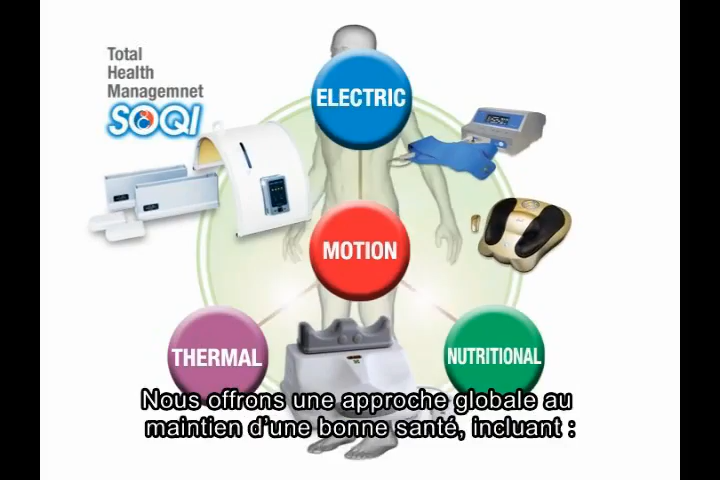 Total
Health
Managemnet
SOQI
ELECTRIC
MOTION
THERMAL
NUTRITIONAL
Nous offrons une approche globale au
maintien d'une bonne santé, incluant :